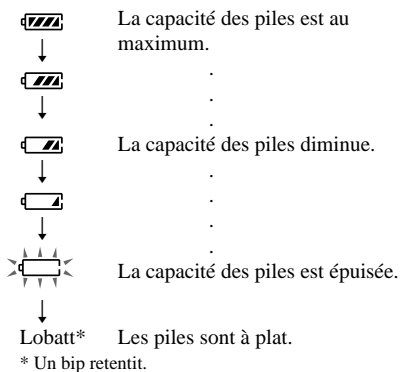 La capacité des piles est au
maximum.
.
.
.
La capacité des piles diminue.
.
.
.
.
La capacité des piles est épuisée.
Lobatt* Les piles sont à plat.
* Un bip retentit.